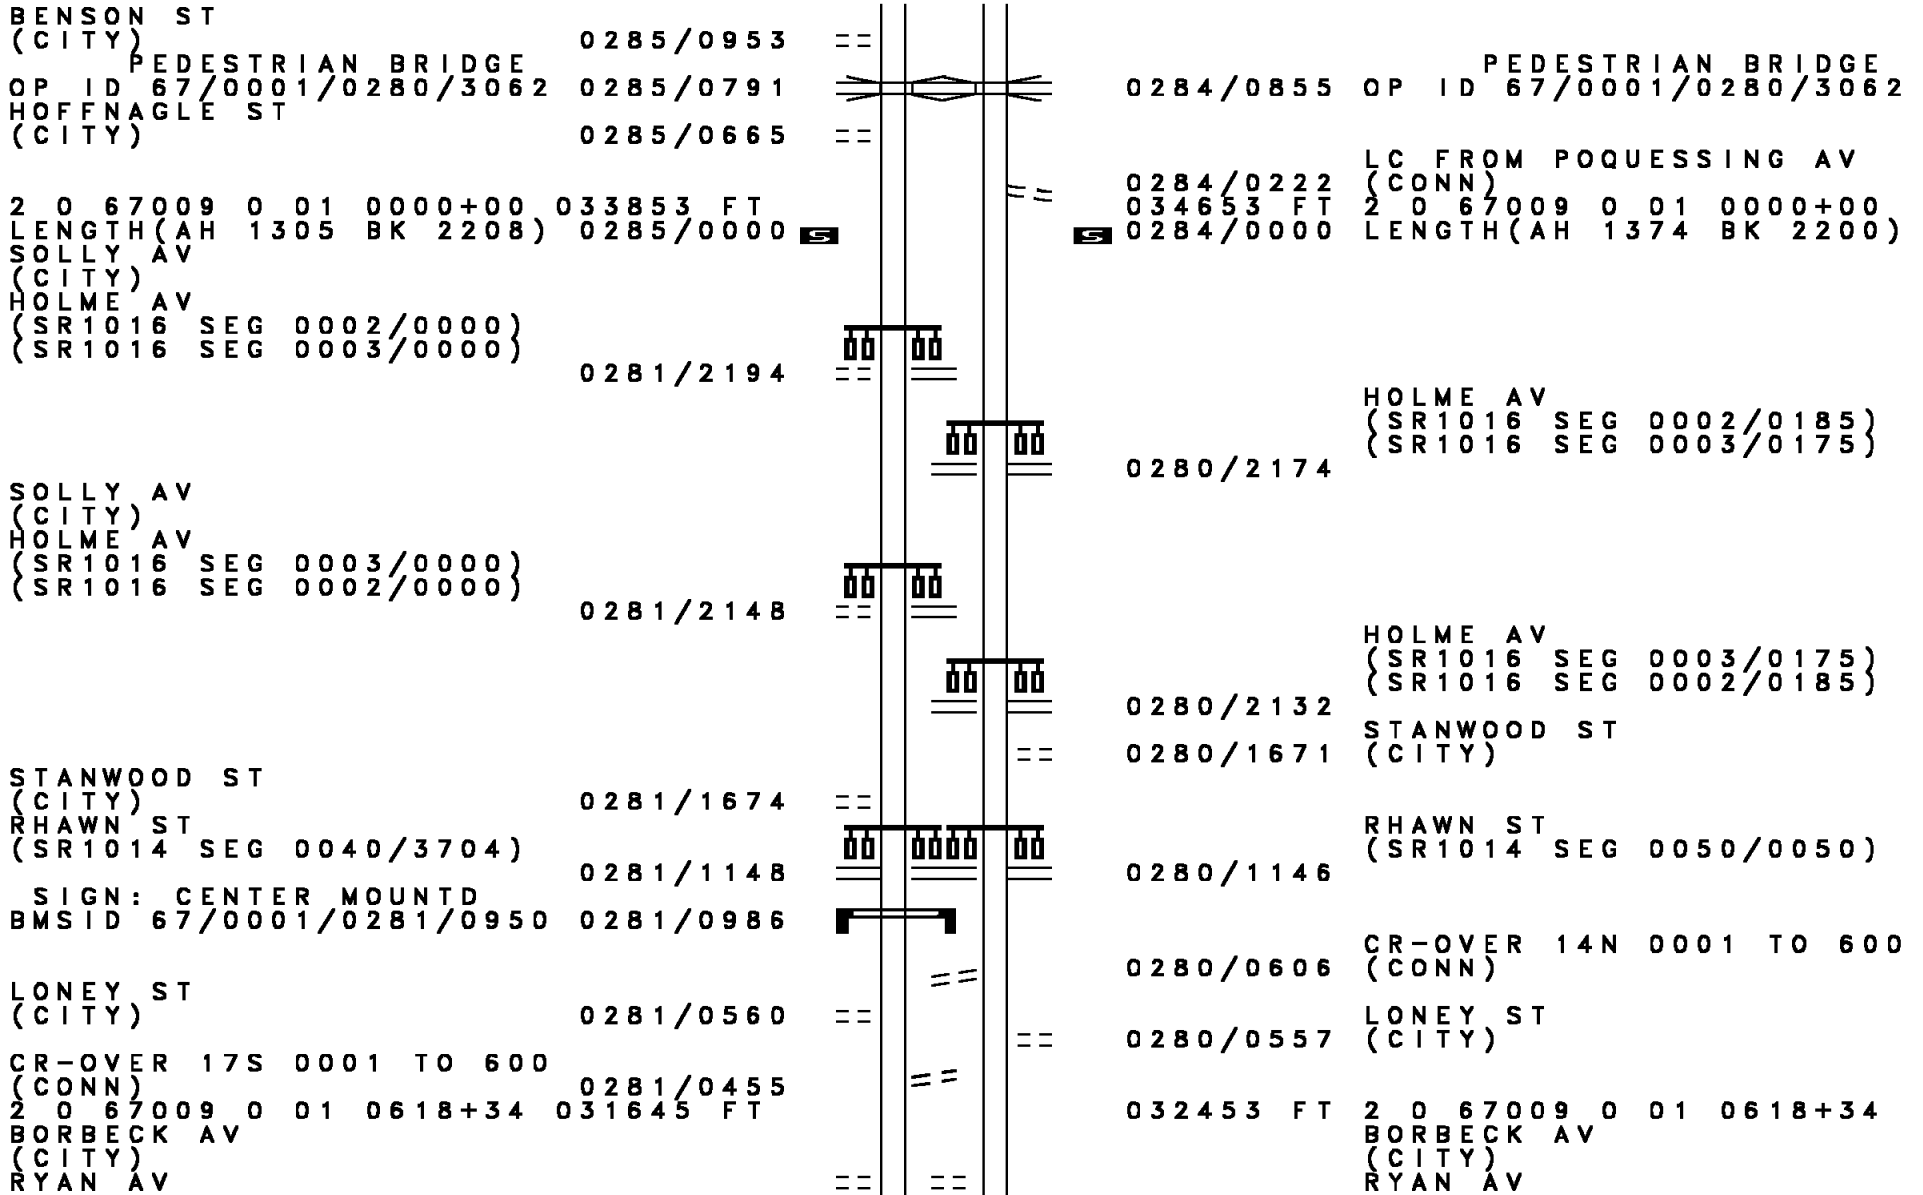 BENSON ST
(CITY) 0285/0953
PEDESTRIAN BRIDGE PEDESTRIAN BRIDGE
OP ID 67/0001/0280/3062 0285/0791 0284/0855 OP ID 67/0001/0280/3062
HOFFNAGLE ST
(CITY) 0285/0665
LC FROM POQUESSING AV
0284/0222 (CONN)
2 0 67009 0 01 0000+00 033853 FT 034653 FT 2 0 67009 0 01 0000+00
LENGTH(AH 1305 BK 2208) 0285/0000 S S 0284/0000 LENGTH(AH 1374 BK 2200)
SOLLY AV
(CITY)
HOLME AV
(SR1016 SEG 0002/0000)
(SR1016 SEG 0003/0000)
0281/2194
HOLME AV
(SR1016 SEG 0002/0185)
(SR1016 SEG 0003/0175)
0280/2174
SOLLY AV
(CITY)
HOLME AV
(SR1016 SEG 0003/0000)
(SR1016 SEG 0002/0000)
0281/2148
HOLME AV
(SR1016 SEG 0003/0175)
(SR1016 SEG 0002/0185)
0280/2132
STANWOOD ST
0280/1671 (CITY)
STANWOOD ST
(CITY) 0281/1674
RHAWN ST RHAWN ST
(SR1014 SEG 0040/3704) (SR1014 SEG 0050/0050)
0281/1148 0280/1146
SIGN: CENTER MOUNTD
BMSID 67/0001/0281/0950 0281/0986
CR-OVER 14N 0001 TO 600
0280/0606 (CONN)
LONEY ST LONEY ST
(CITY) 0281/0560
0280/0557 (CITY)
CR-OVER 17S 0001 TO 600
(CONN) 0281/0455
2 0 67009 0 01 0618+34 031645 FT 032453 FT 2 0 67009 0 01 0618+34
BORBECK AV BORBECK AV
(CITY) (CITY)
RYAN AV RYAN AV